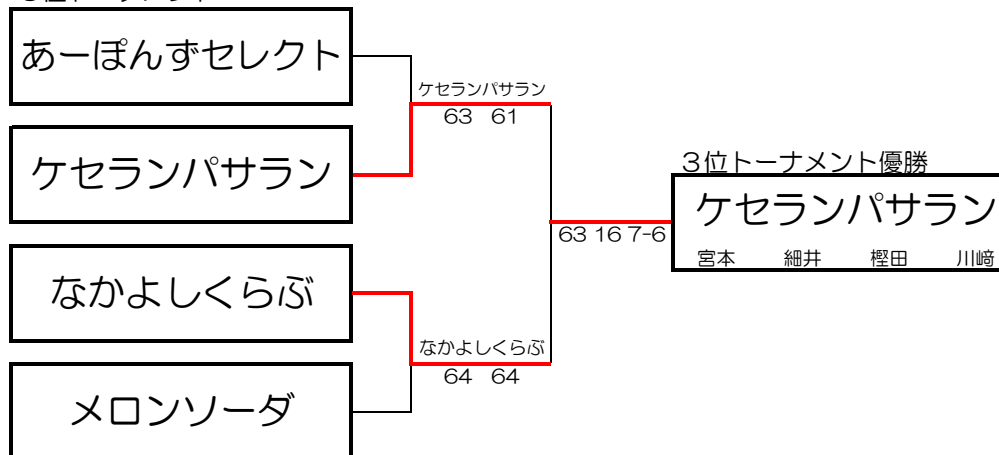 あーぽんずセレクト
ケセランパサラン
63 61
ケセランパサラン
3位トーナメント優勝
ケセランパサラン
63 16 7-6
宮本 細井 樫田 川﨑
なかよしくらぶ
なかよしくらぶ
64 64
メロンソーダ